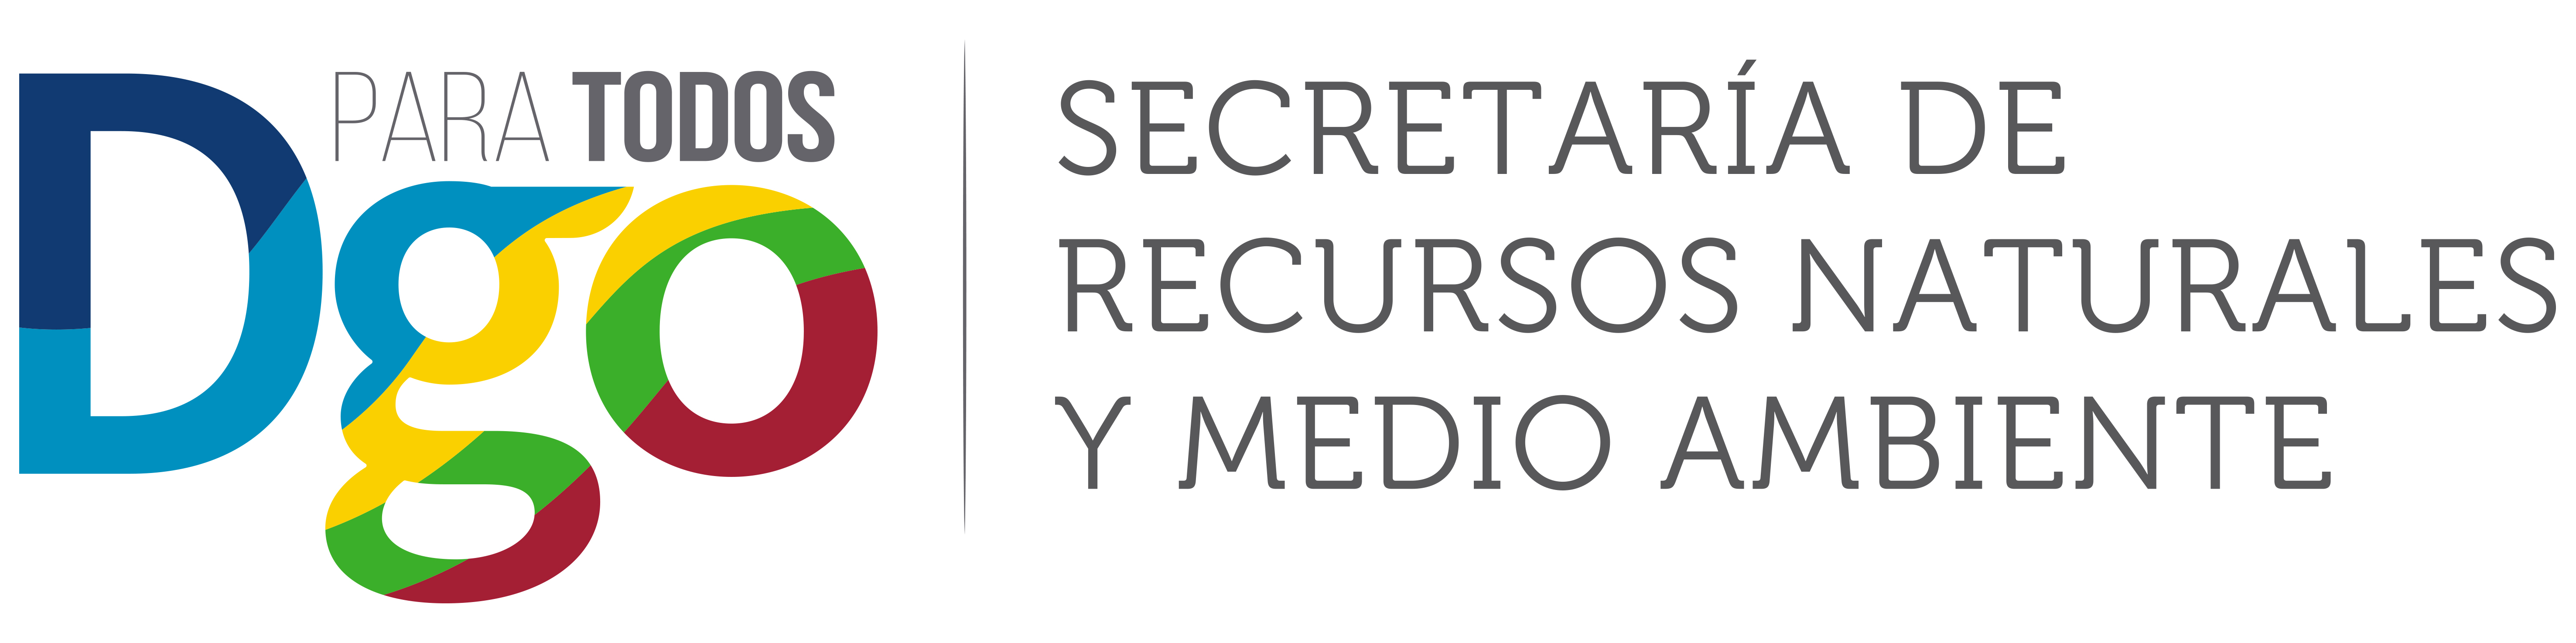 PARA TODOS
Dgo
SECRETARÍA DE
RECURSOS NATURALES
Y MEDIO AMBIENTE